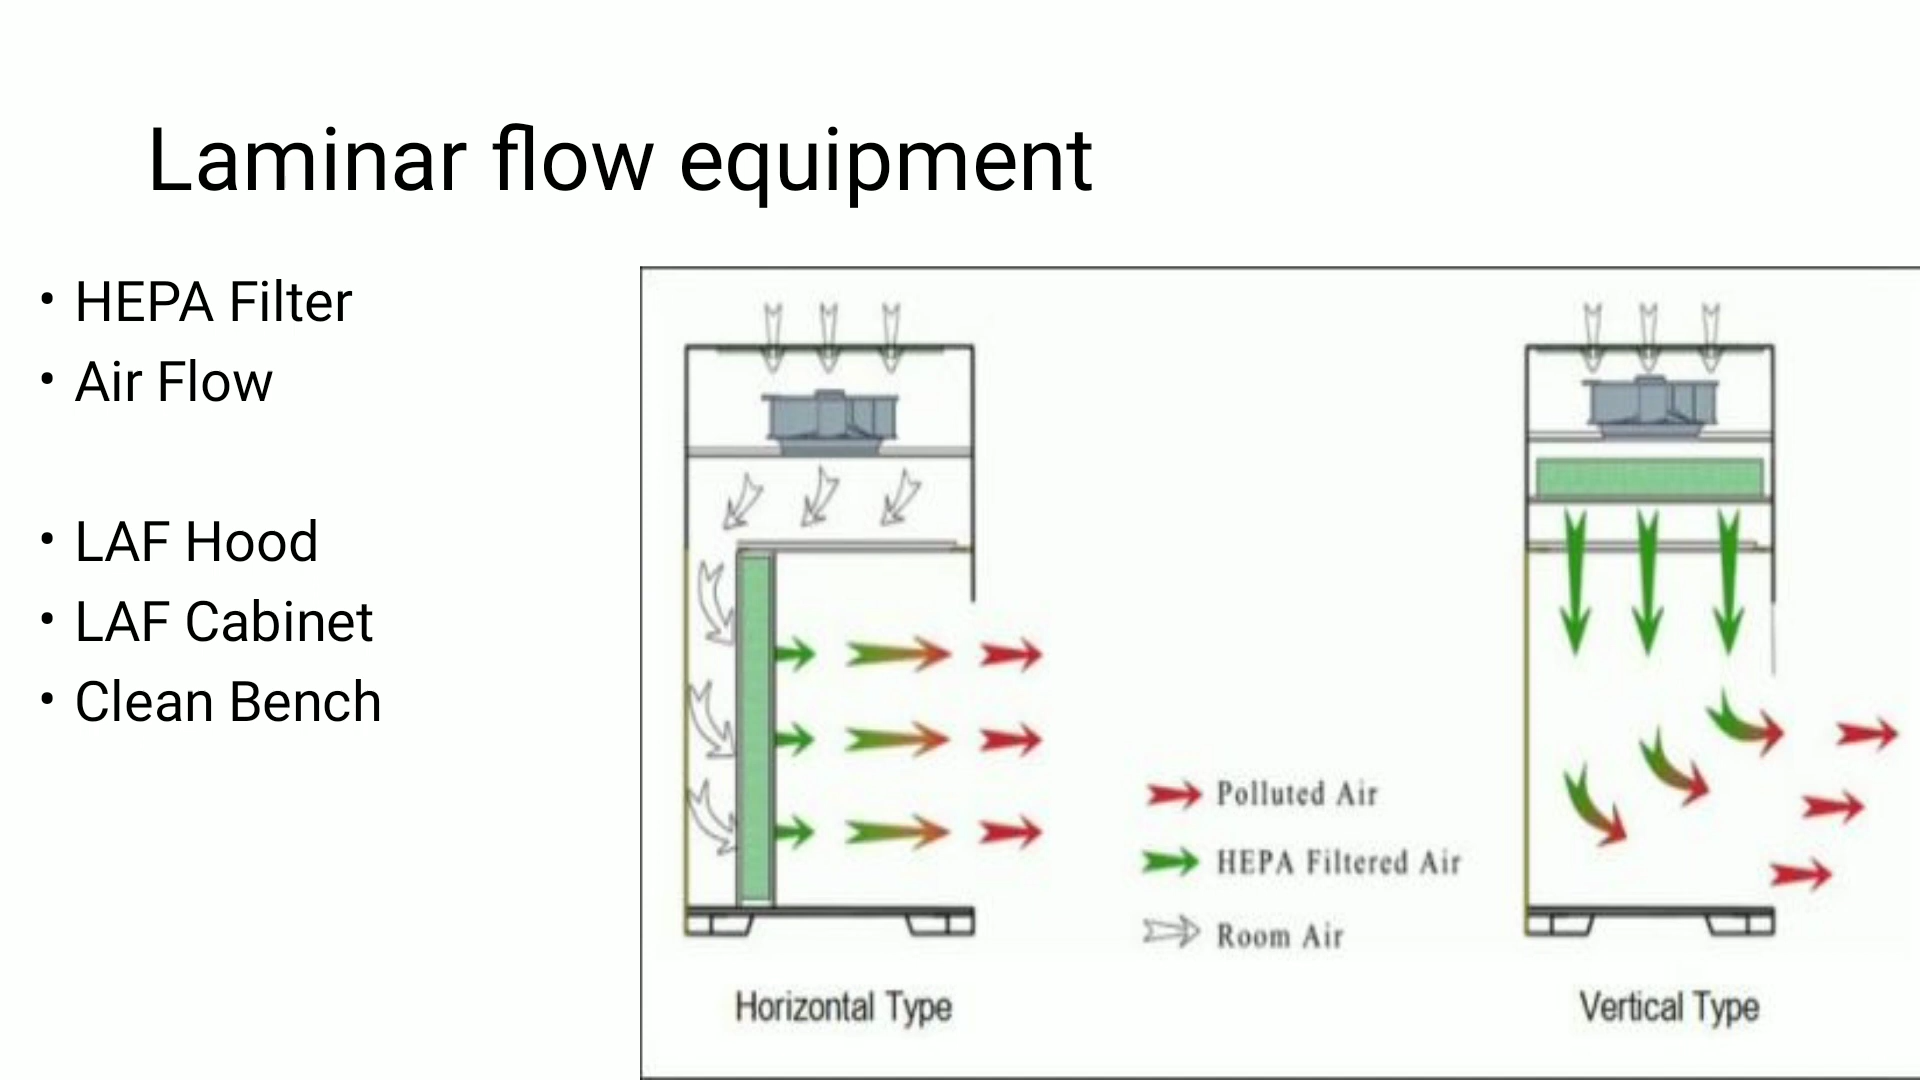 Laminar flow equipment
• HEPA Filter
• Air Flow
• LAF Hood
• LAF Cabinet
• Clean Bench
Polluted Air
HEPA Filtered Air
Room Air
Horizontal Type
Vertical Type